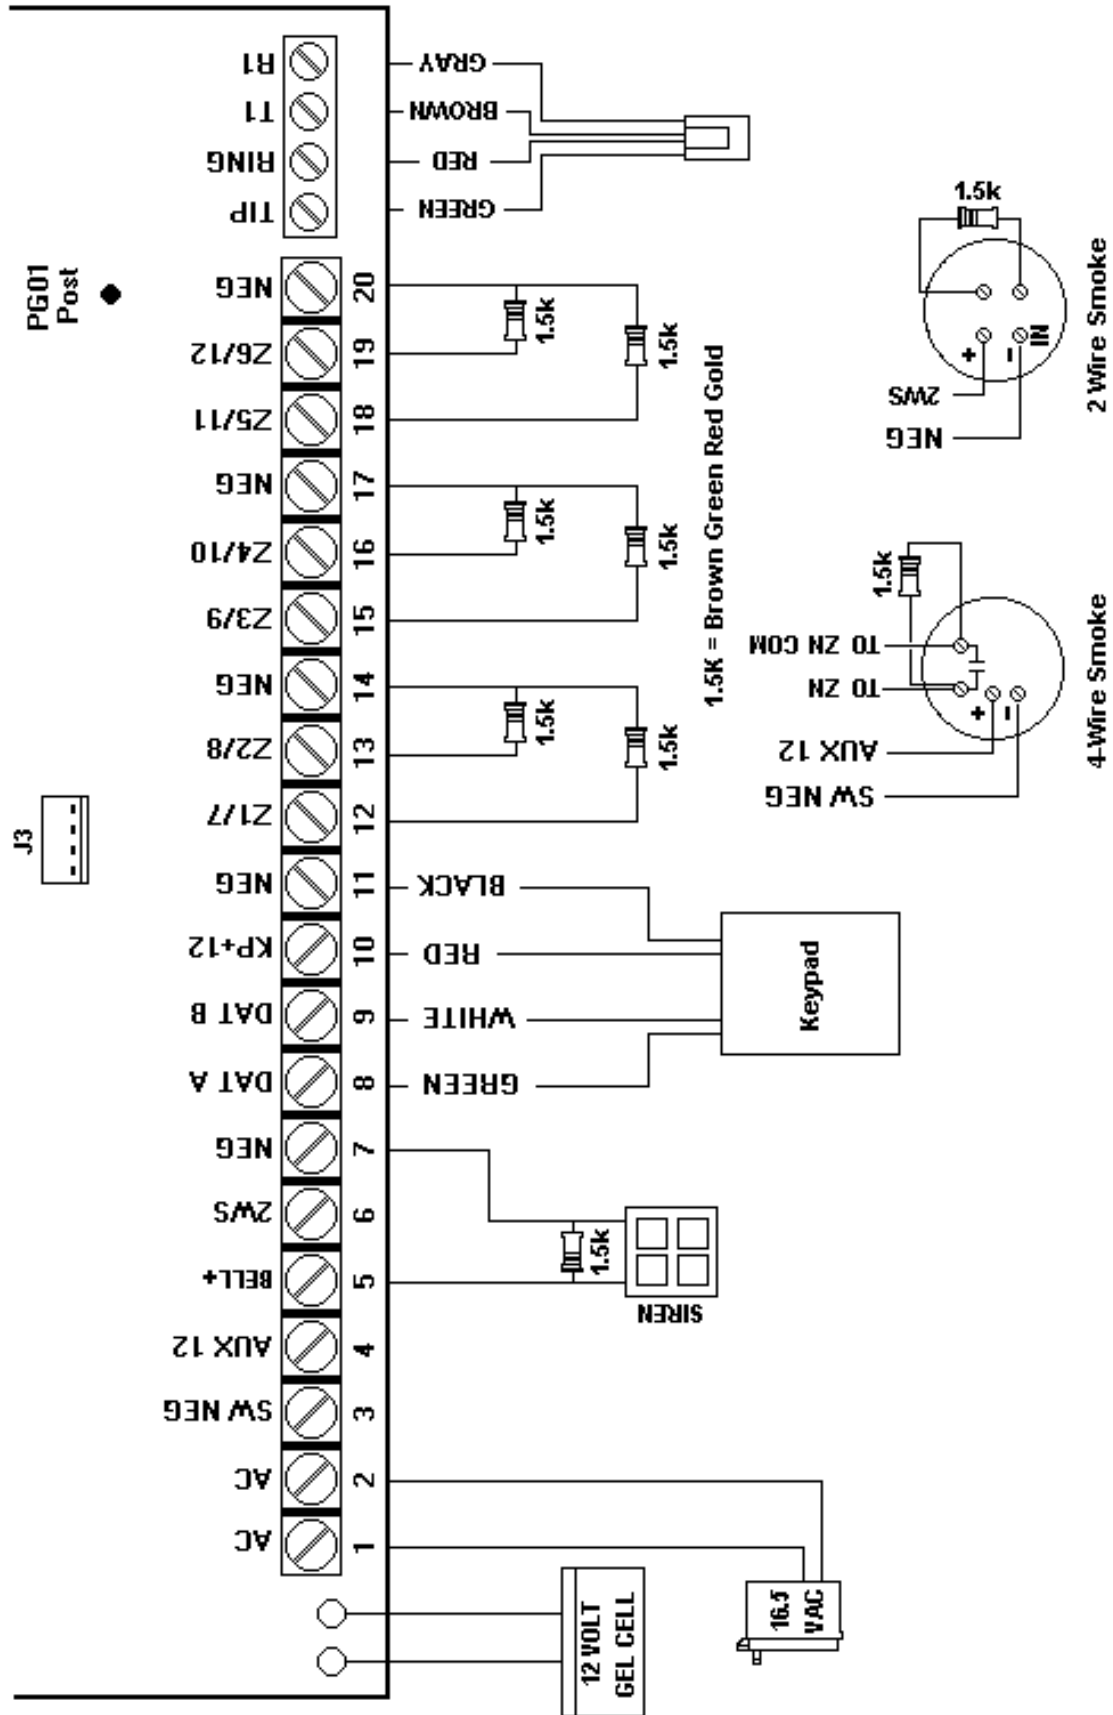 R1
GRAY
T1
BROWN
RING
RED
TIP
GREEN
PG01
Post
NEG
20
Z6/12
19
1.5k
1.5k
Z5/11
18
NEG
17
Z4/10
16
1.5k
1.5k
Z3/9
15
NEG
14
Z2/8
13
1.5k
1.5k
Z1/7
12
1.5K = Brown Green Red Gold
1.5k
2WS
NEG
+
-
IN
2 Wire Smoke
1.5k
TO ZN COM
TO ZN
AUX 12
SW NEG
+
-
4-Wire Smoke
J3
NEG
11
BLACK
KP+12
10
RED
DAT B
9
WHITE
DAT A
8
GREEN
Keypad
NEG
7
2WS
6
BELL+
5
1.5k
SIREN
AUX 12
4
SW NEG
3
AC
2
AC
1
12 VOLT
GEL CELL
16.5
VAC